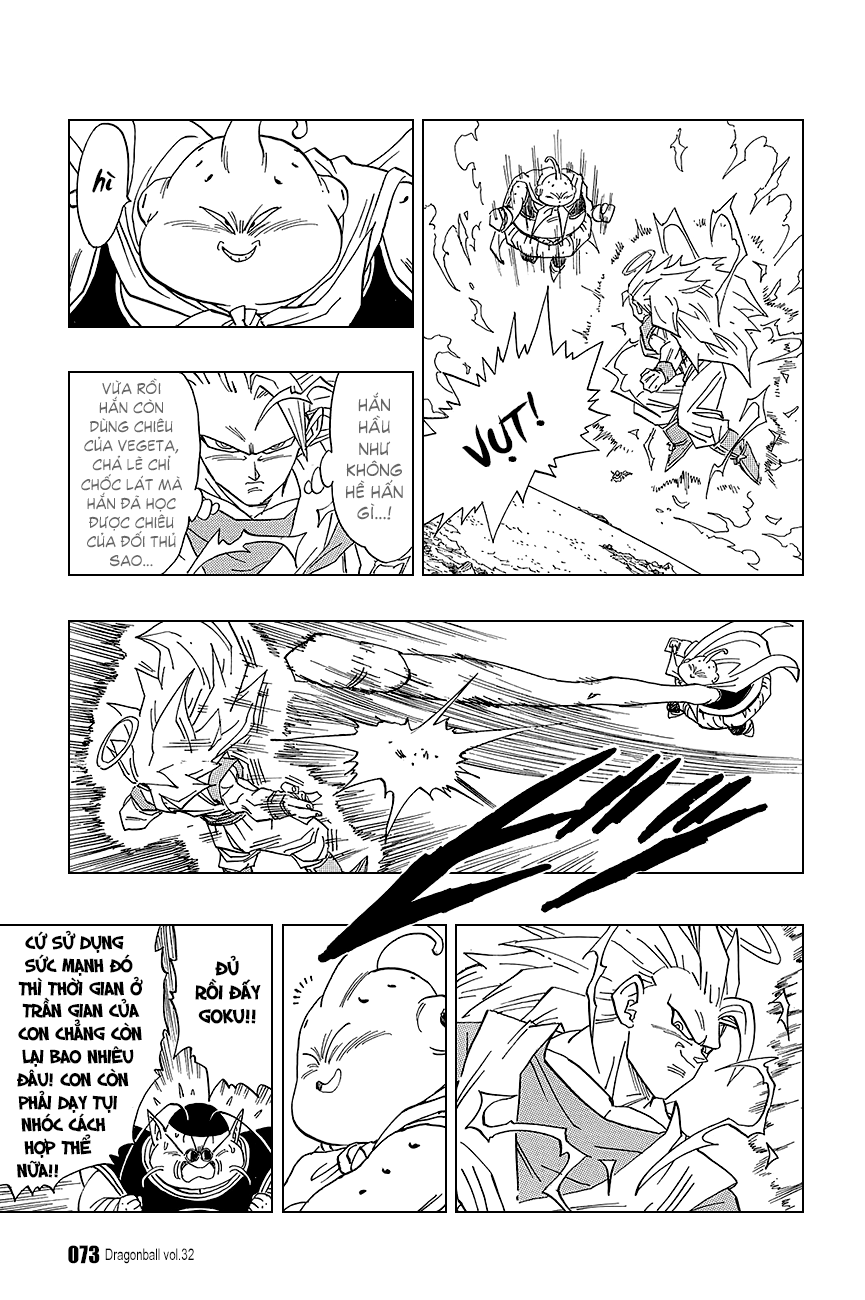 VỤT!
hì
HẮN
HẦU
NHƯ
KHÔNG
HỀ HẤN
GÌ...!
VỪA RỒI
HẮN CÒN
DÙNG CHIÊU
CỦA VEGETA,
CHẢ LẼ CHỈ
CHỐC LÁT MÀ
HẮN ĐÃ HỌC
ĐƯỢC CHIÊU
CỦA ĐỐI THỦ
SAO...
ĐỦ
RỒI ĐẤY
GOKU!!
CỨ SỬ DỤNG
SỨC MẠNH ĐÓ
THÌ THỜI GIAN Ở
TRẦN GIAN CỦA
CON CHẲNG CÒN
LẠI BAO NHIÊU
ĐÂU! CON CÒN
PHẢI DẠY TỤI
NHÓC CÁCH
HỢP THỂ
NỮA!!
073 Dragonball vol.32